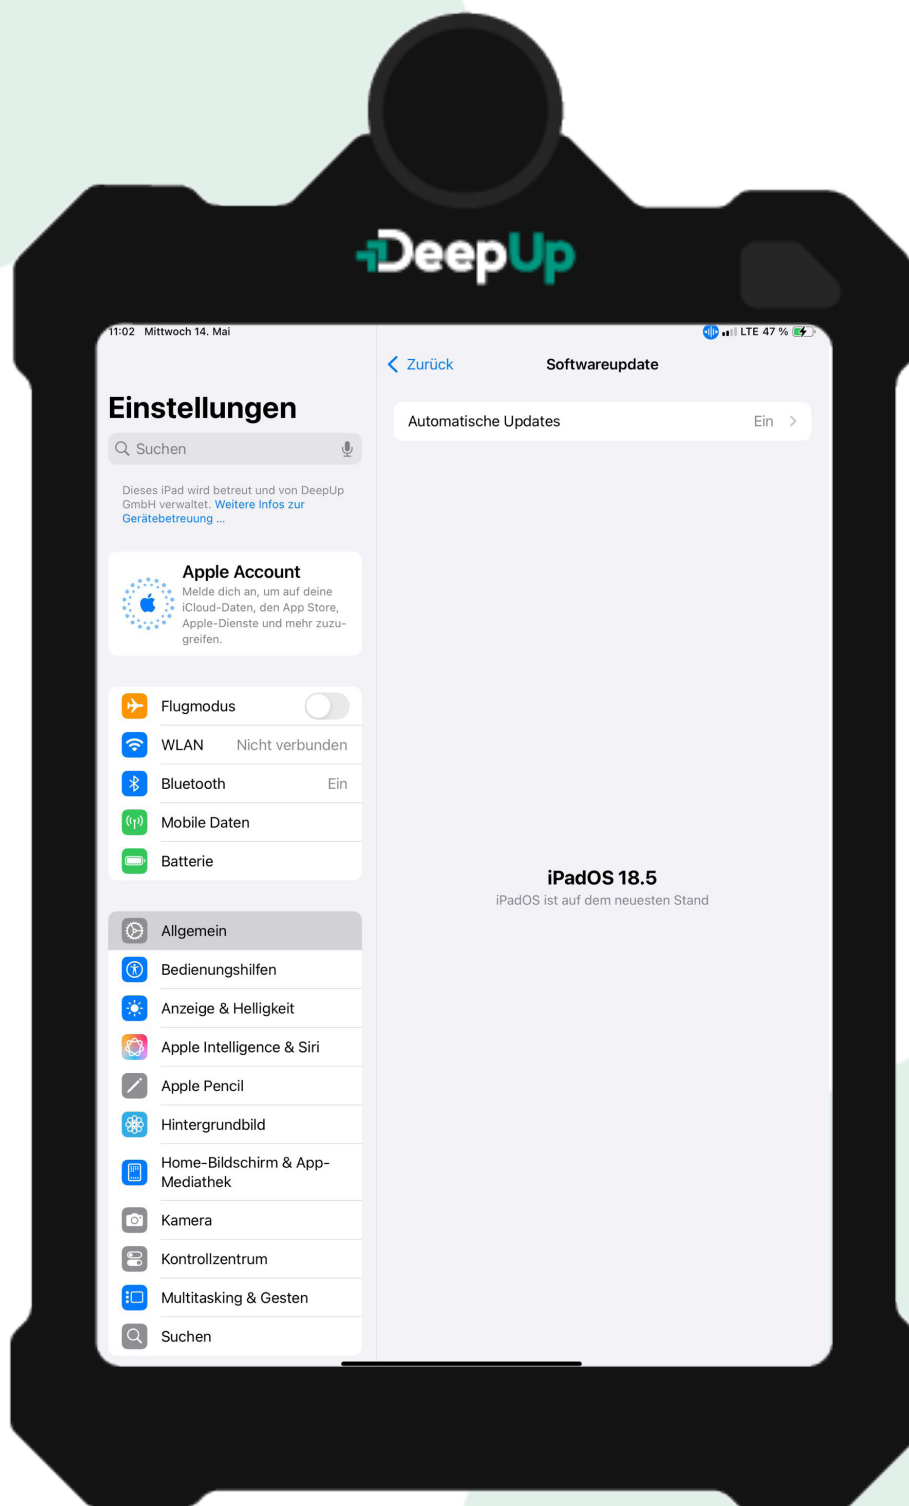 DeepUp
11:02 Mittwoch 14. Mai
LTE 47 %
Einstellungen
Suchen
Dieses iPad wird betreut und von DeepUp
GmbH verwaltet. Weitere Infos zur
Gerätebetreuung ...
Apple Account
Melde dich an, um auf deine
iCloud-Daten, den App Store,
Apple-Dienste und mehr zuzu-
greifen.
Flugmodus
WLAN Nicht verbunden
Bluetooth Ein
Mobile Daten
Batterie
Allgemein
Bedienungshilfen
Anzeige & Helligkeit
Apple Intelligence & Siri
Apple Pencil
Hintergrundbild
Home-Bildschirm & App-
Mediathek
Kamera
Kontrollzentrum
Multitasking & Gesten
Suchen
Zurück
Softwareupdate
Automatische Updates Ein
iPadOS 18.5
iPadOS ist auf dem neuesten Stand